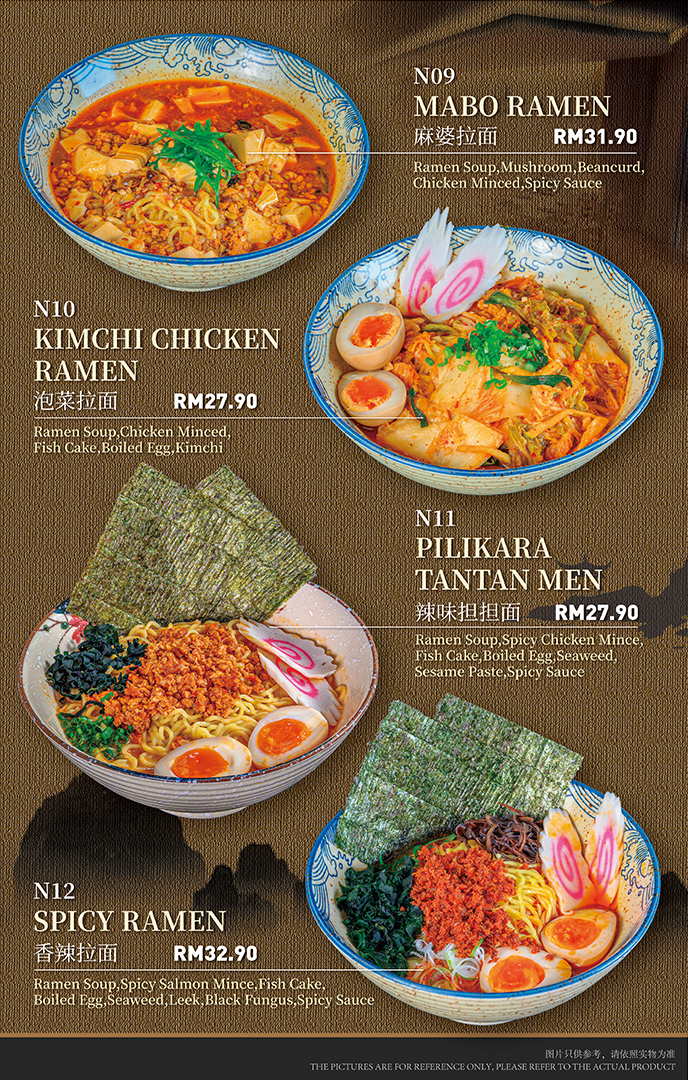 N09
MABO RAMEN
麻婆拉面 RM31.90
Ramen Soup,Mushroom,Beancurd,
Chicken Minced,Spicy Sauce
N10
KIMCHI CHICKEN
RAMEN
泡菜拉面 RM27.90
Ramen Soup,Chicken Minced,
Fish Cake,Boiled Egg,Kimchi
N11
PILIKARA
TANTAN MEN
辣味担担面 RM27.90
Ramen Soup,Spicy Chicken Mince,
Fish Cake,Boiled Egg,Seaweed,
Sesame Paste,Spicy Sauce
N12
SPICY RAMEN
香辣拉面 RM32.90
Ramen Soup,Spicy Salmon Mince,Fish Cake,
Boiled Egg,Seaweed,Leek,Black Fungus,Spicy Sauce
图片只供参考，请依照实物为准
THE PICTURES ARE FOR REFERENCE ONLY, PLEASE REFER TO THE ACTUAL PRODUCT